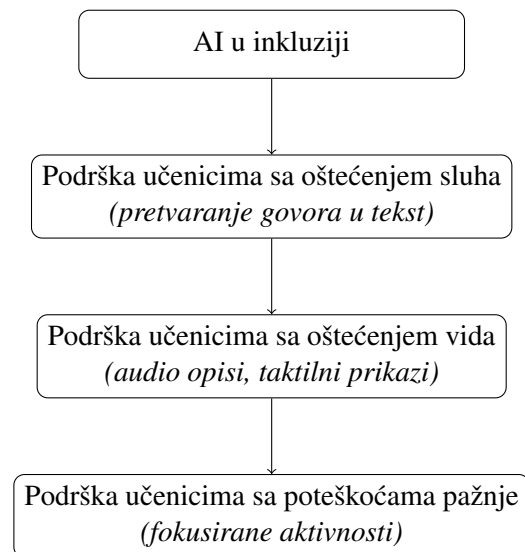 AI u inkluziji
Podrška učenicima sa oštećenjem sluha
(pretvaranje govora u tekst)
Podrška učenicima sa oštećenjem vida
(audio opisi, taktilni prikazi)
Podrška učenicima sa poteškoćama pažnje
(fokusirane aktivnosti)